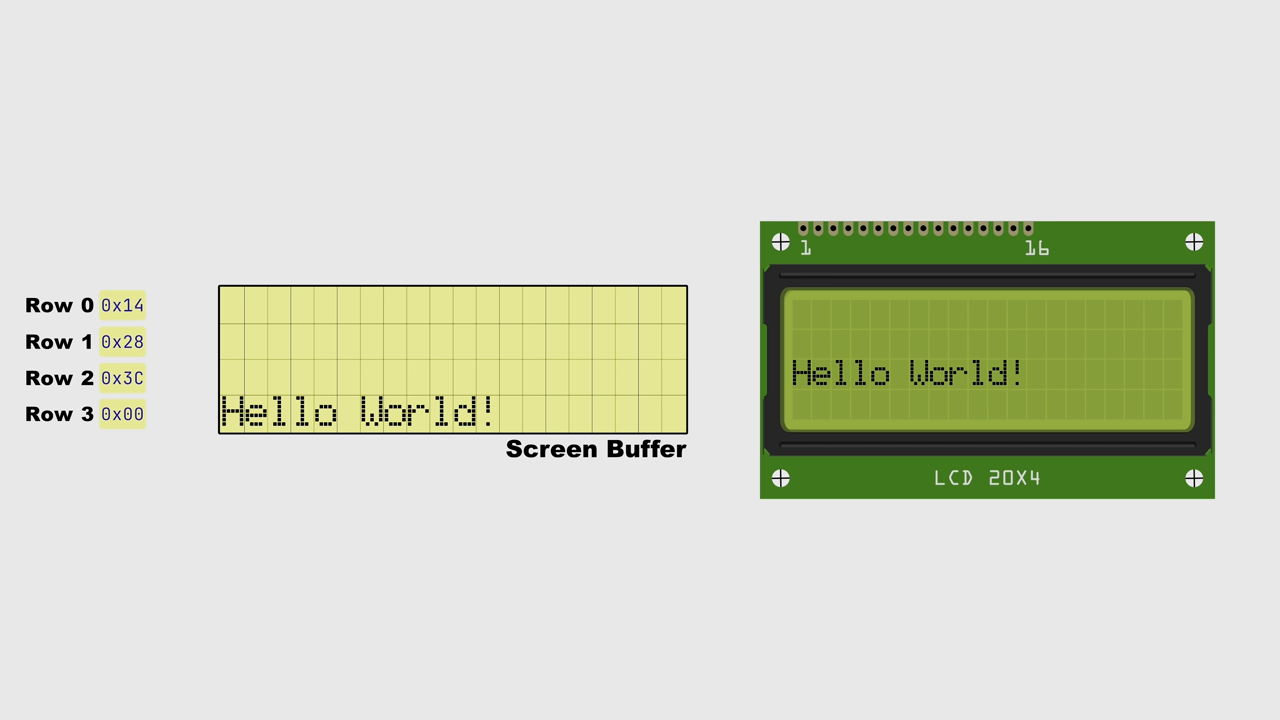 Row 0 0x14
Row 1 0x28
Row 2 0x3C
Row 3 0x00
Hello World!
Screen Buffer
1 16
Hello World!
LCD 20X4